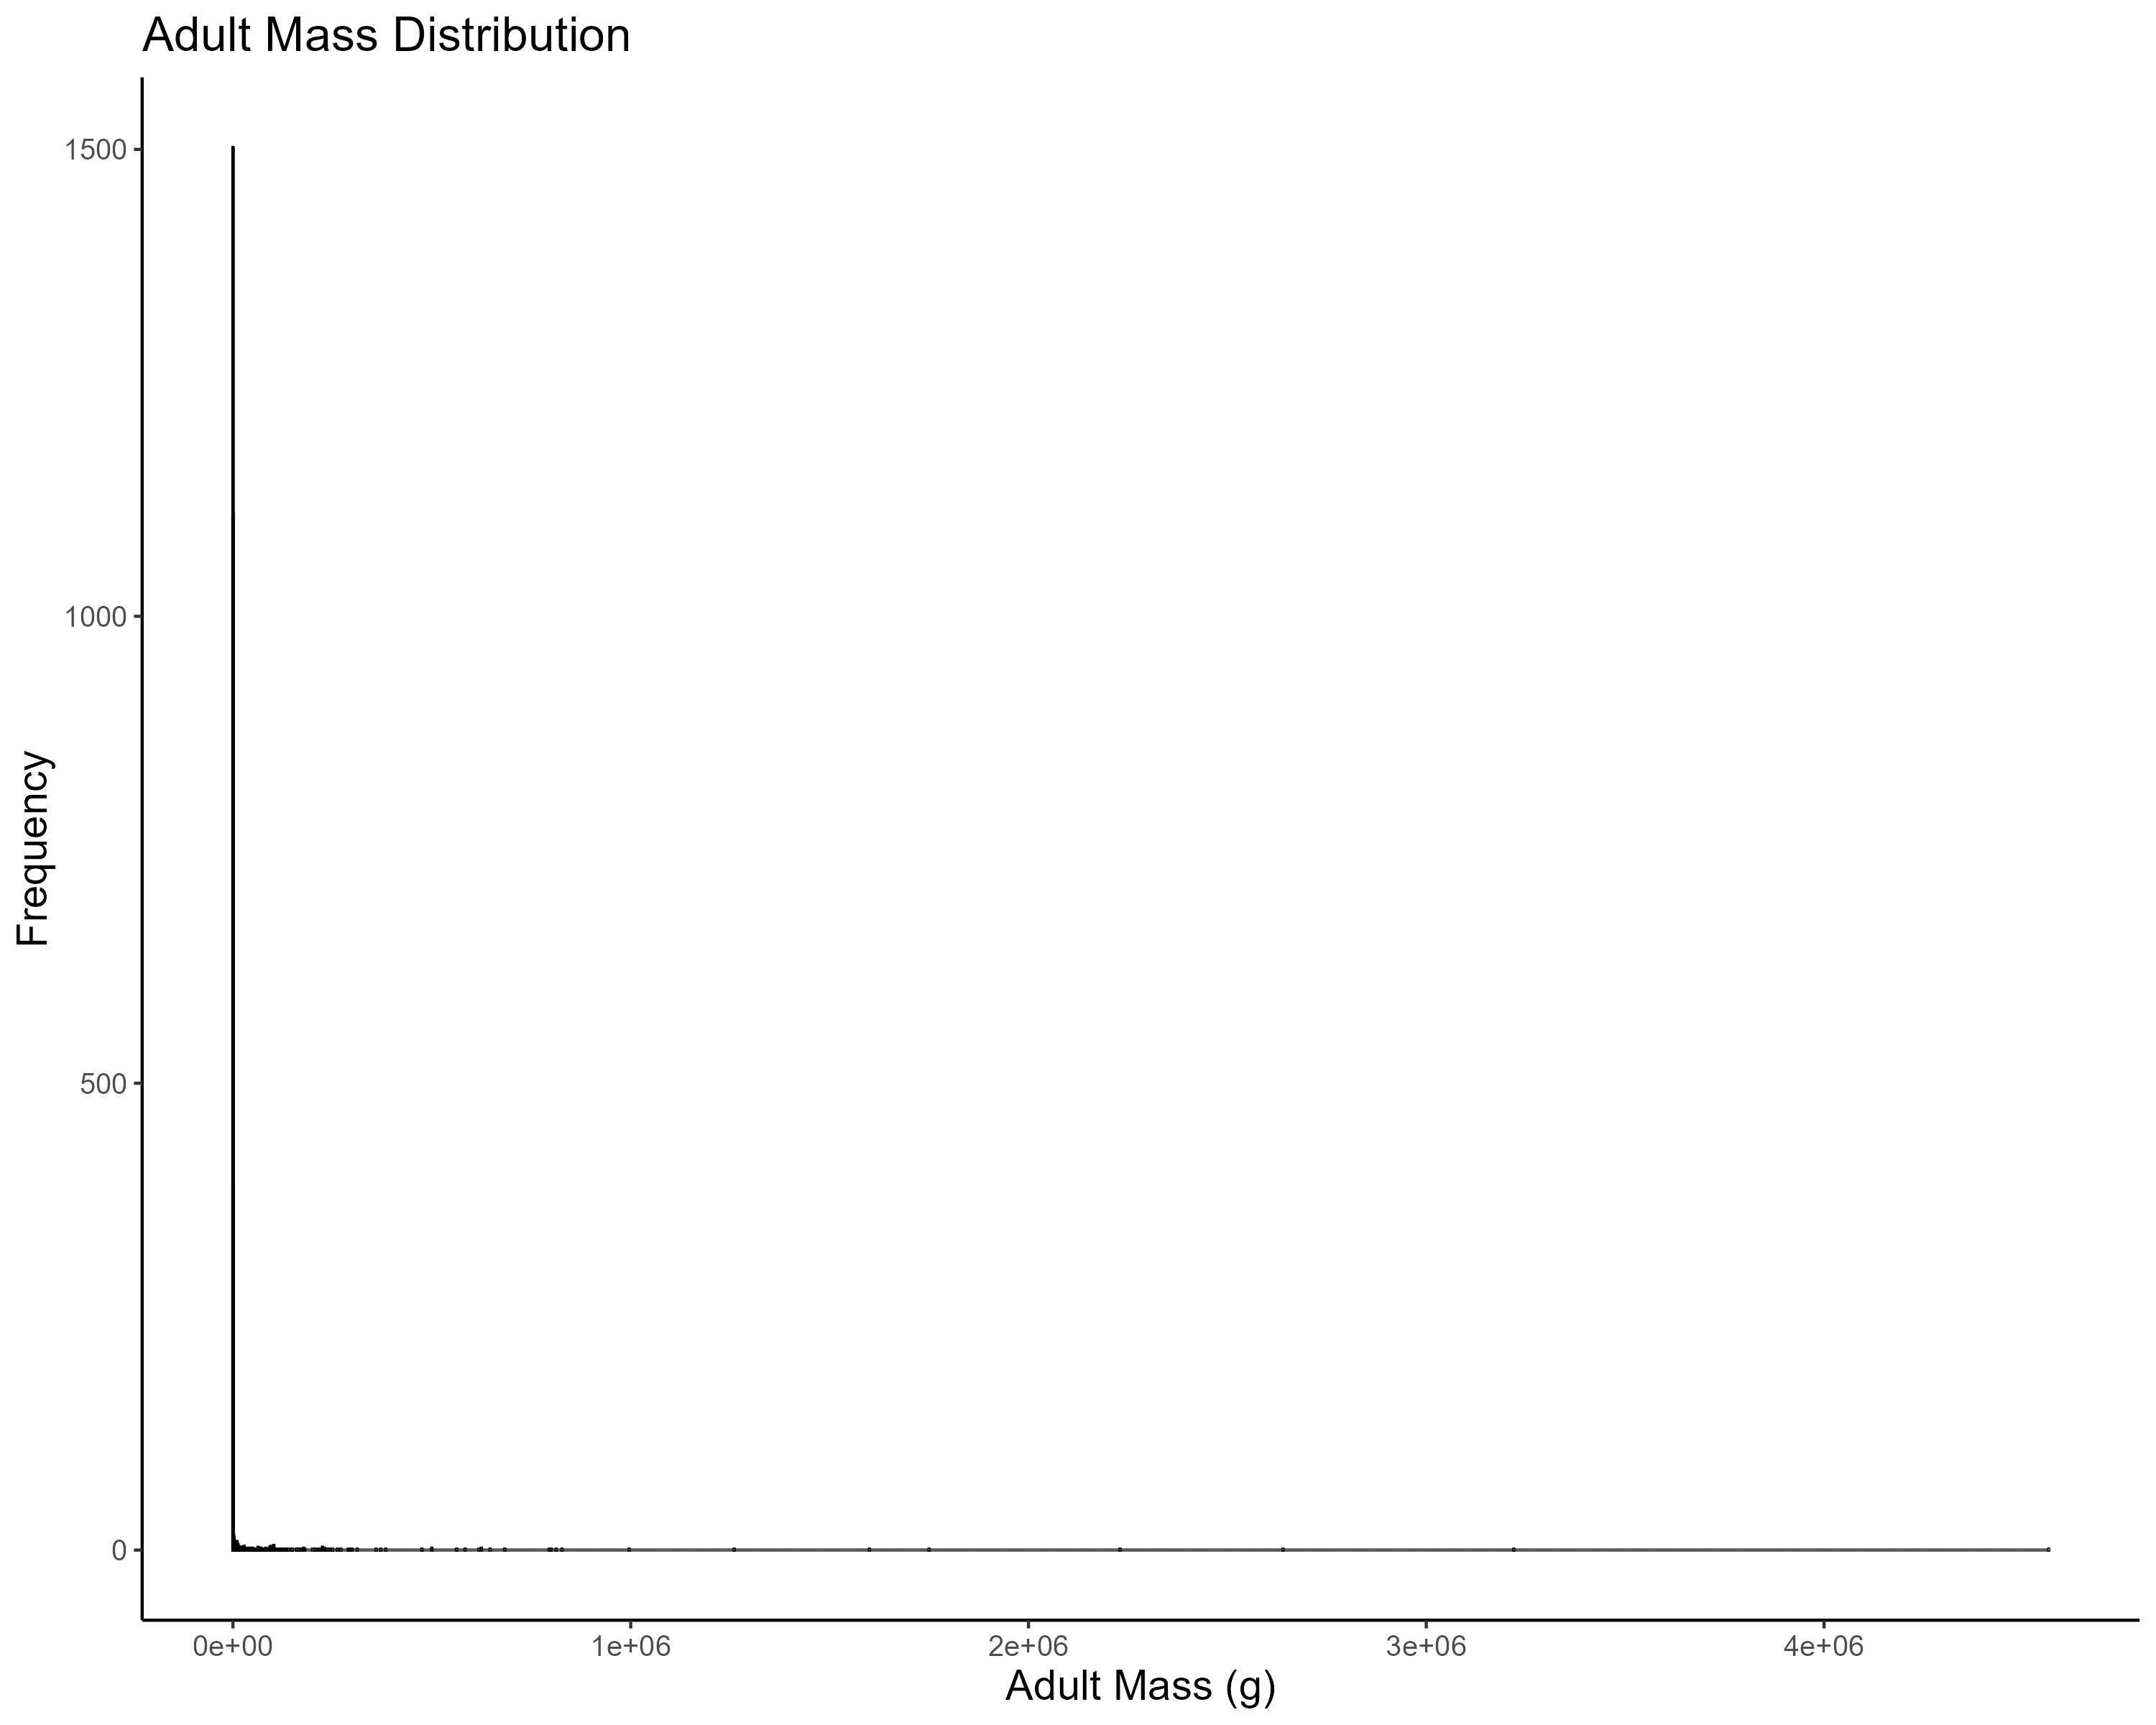 Adult Mass Distribution
Frequency
1500
1000
500
0
0e+00 1e+06 2e+06 3e+06 4e+06
Adult Mass (g)